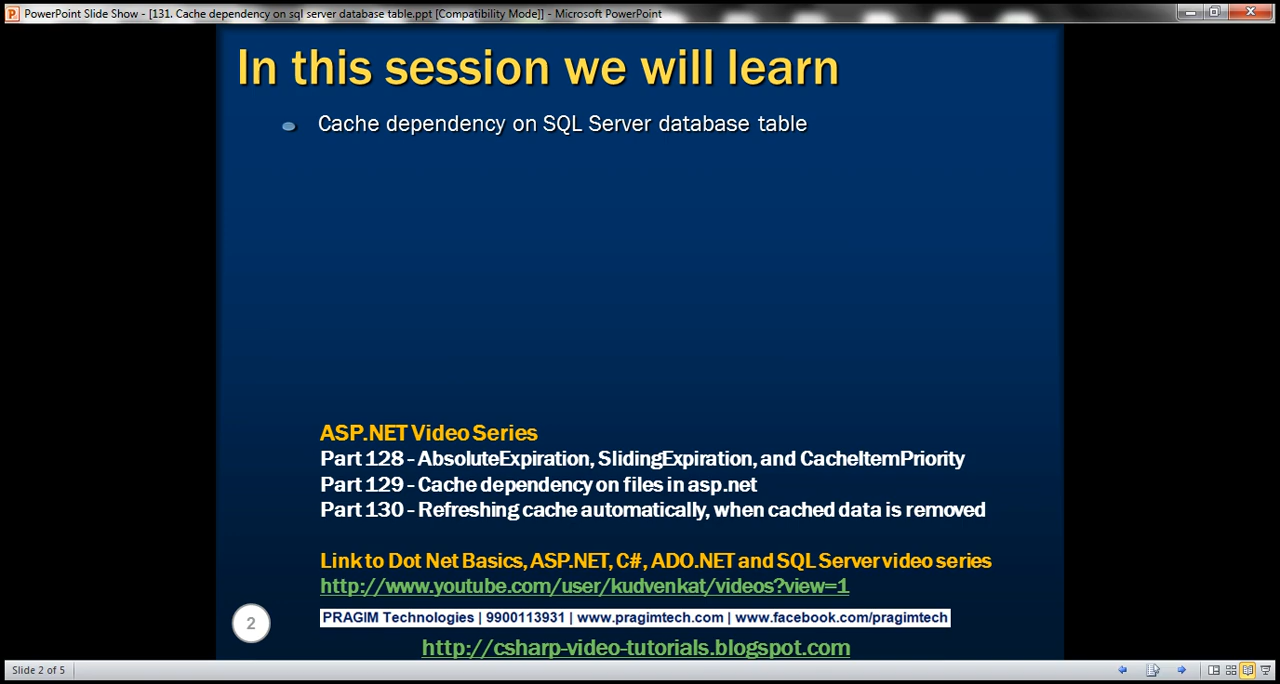 PowerPoint Slide Show - [131. Cache dependency on sql server database table.ppt [Compatibility Mode]] - Microsoft PowerPoint
In this session we will learn
Cache dependency on SQL Server database table
ASP.NET Video Series
Part 128 - AbsoluteExpiration, SlidingExpiration, and CacheItemPriority
Part 129 - Cache dependency on files in asp.net
Part 130 - Refreshing cache automatically, when cached data is removed
Link to Dot Net Basics, ASP.NET, C#, ADO.NET and SQL Server video series
http://www.youtube.com/user/kudvenkat/videos?view=1
2
PRAGIM Technologies | 9900113931 | www.pragimtech.com | www.facebook.com/pragimtech
http://csharp-video-tutorials.blogspot.com
Slide 2 of 5